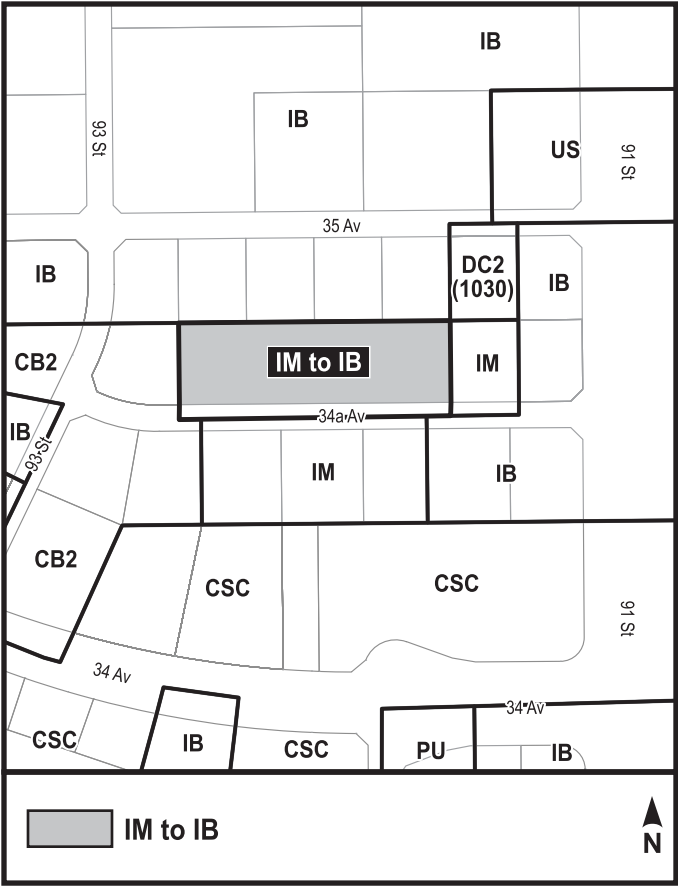 IB
IB
93 St
US
91 St
35 Av
IB
DC2
(1030)
IB
CB2
IM to IB
IM
34a Av
IB
93 St
IM
IB
CB2
CSC
CSC
91 St
34 Av
34 Av
CSC
IB
CSC
PU
IB
IM to IB
N